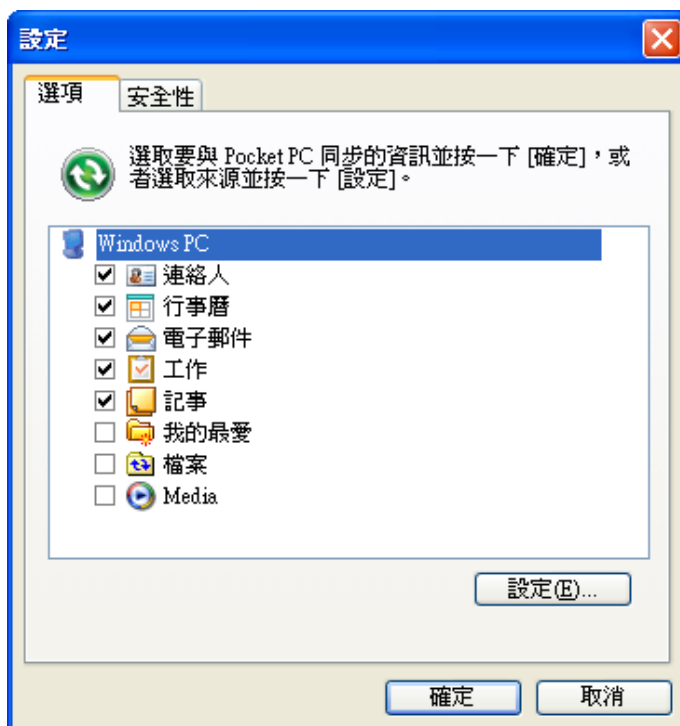 設定
選項
安全性
選取要與 Pocket PC 同步的資訊並按一下 [確定]，或
者選取來源並按一下 [設定]。
Windows PC
連絡人
行事曆
電子郵件
工作
記事
我的最愛
檔案
Media
設定(E)...
確定
取消